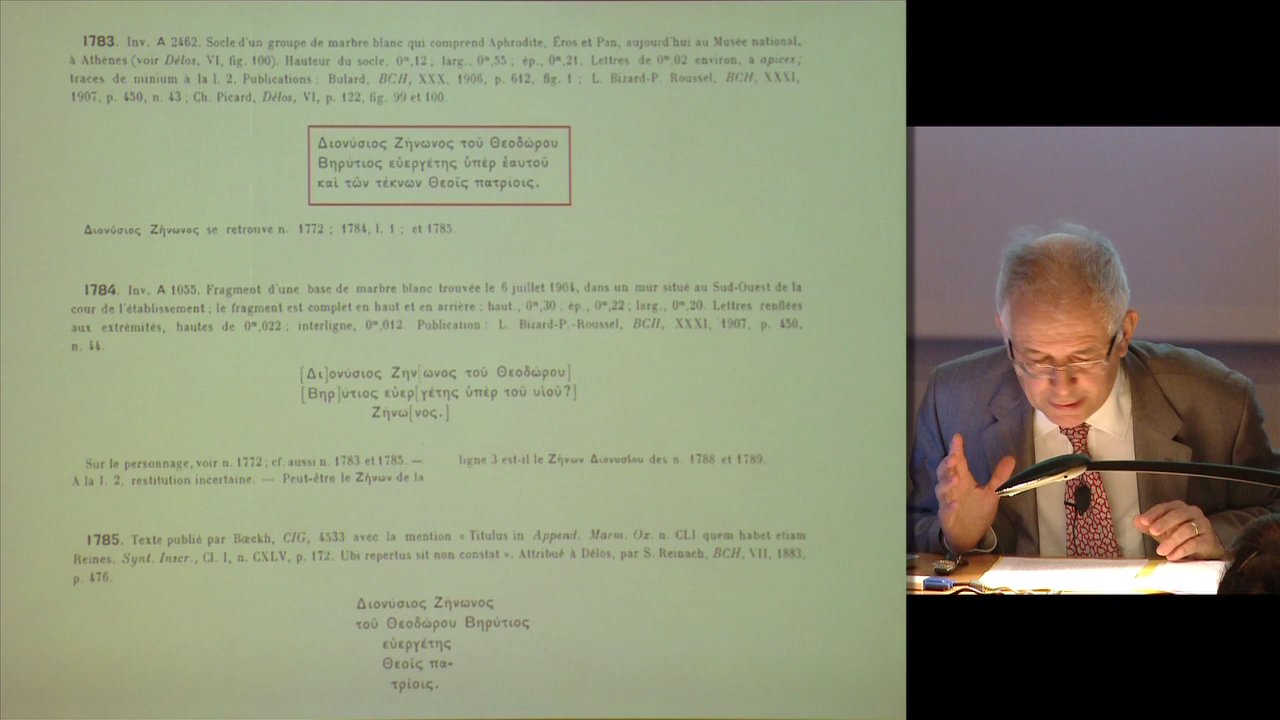 1783. Inv. A 2462. Socle d'un groupe de marbre blanc qui comprend Aphrodite, Éros et Pan, aujourd'hui au Musée national,
à Athènes (voir Délos, VI, fig. 100). Hauteur du socle, 0ᵐ,12 ; larg., 0ᵐ,55 ; ép., 0ᵐ,21. Lettres de 0ᵐ,02 environ, à apices ;
traces de minium à la l. 2. Publications : Bulard, BCH, XXX, 1906, p. 612, fig. 1 ; L. Bizard-P. Roussel, BCH, XXXI,
1907, p. 450, n. 43 ; Ch. Picard, Délos, VI, p. 122, fig. 99 et 100.
Διονύσιος Ζήνωνος τοῦ Θεοδώρου
Βηρύτιος εὐεργέτης ὑπὲρ ἑαυτοῦ
καὶ τῶν τέκνων Θεοῖς πατρίοις.
Διονύσιος Ζήνωνος se retrouve n. 1772 ; 1784, l. 1 ; et 1785.
1784. Inv. A 1055. Fragment d'une base de marbre blanc trouvée le 6 juillet 1904, dans un mur situé au Sud-Ouest de la
cour de l'établissement ; le fragment est complet en haut et en arrière ; haut., 0ᵐ,30 ; ép., 0ᵐ,22 ; larg., 0ᵐ,20. Lettres renflées
aux extrémités, hautes de 0ᵐ,022 ; interligne, 0ᵐ,012. Publication : L. Bizard-P.-Roussel, BCH, XXXI, 1907, p. 450,
n. 44.
[Δι]ονύσιος Ζήν[ωνος τοῦ Θεοδώρου]
[Βηρ]ύτιος εὐερ[γέτης ὑπὲρ τοῦ υἱοῦ?]
Ζήνω[νος.]
Sur le personnage, voir n. 1772 ; cf. aussi n. 1783 et 1785. —
A la l. 2, restitution incertaine. — Peut-être le Ζήνων de la
ligne 3 est-il le Ζήνων Διονυσίου des n. 1788 et 1789.
1785. Texte publié par Bœckh, CIG, 4533 avec la mention « Titulus in Append. Marm. Ox. n. CLI quem habet etiam
Reines. Synt. Inscr., Cl. I, n. CXLV, p. 172. Ubi repertus sit non constat ». Attribué à Délos, par S. Reinach, BCH, VII, 1883,
p. 476.
Διονύσιος Ζήνωνος
τοῦ Θεοδώρου Βηρύτιος
εὐεργέτης
Θεοῖς πα-
τρίοις.